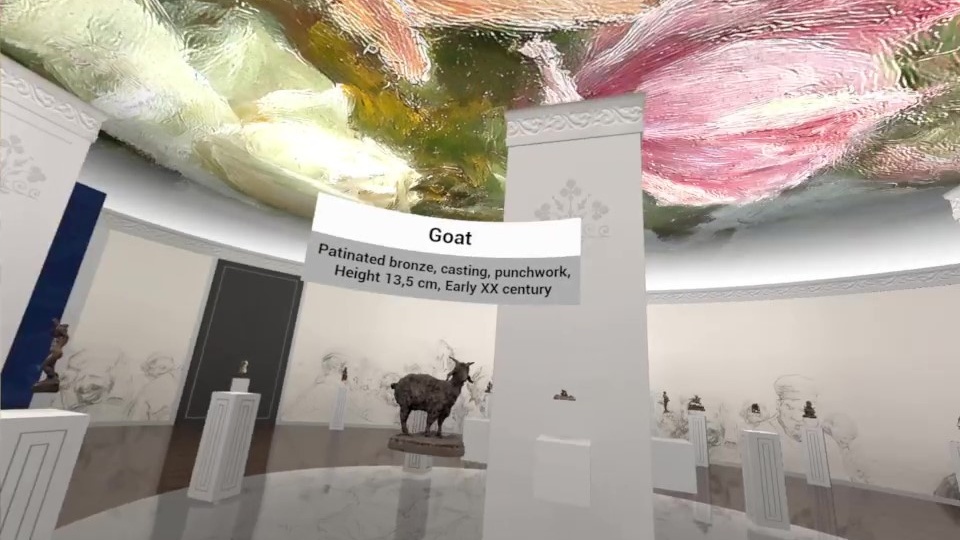 Goat
Patinated bronze, casting, punchwork,
Height 13,5 cm, Early XX century